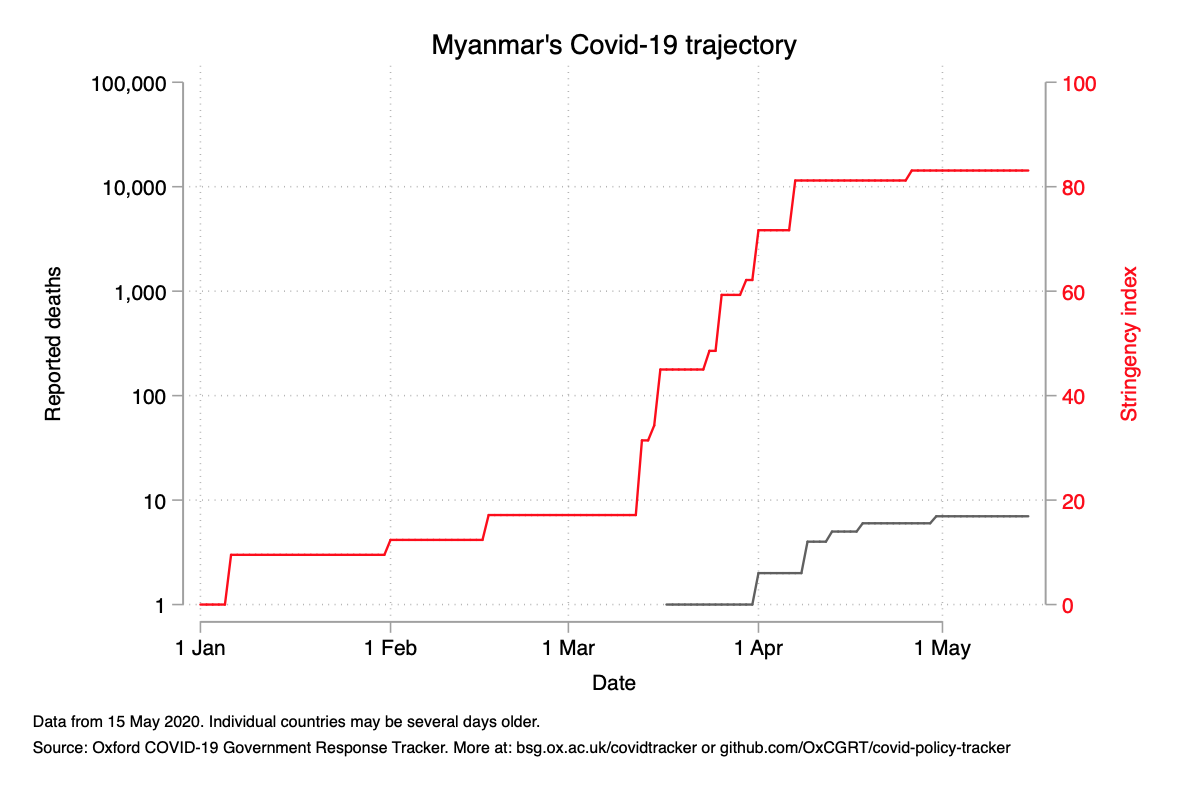 Myanmar's Covid-19 trajectory
100,000
10,000
1,000
100
10
1
Reported deaths
100
80
60
40
20
0
Stringency index
1 Jan
1 Feb
1 Mar
1 Apr
1 May
Date
Data from 15 May 2020. Individual countries may be several days older.
Source: Oxford COVID-19 Government Response Tracker. More at: bsg.ox.ac.uk/covidtracker or github.com/OxCGRT/covid-policy-tracker